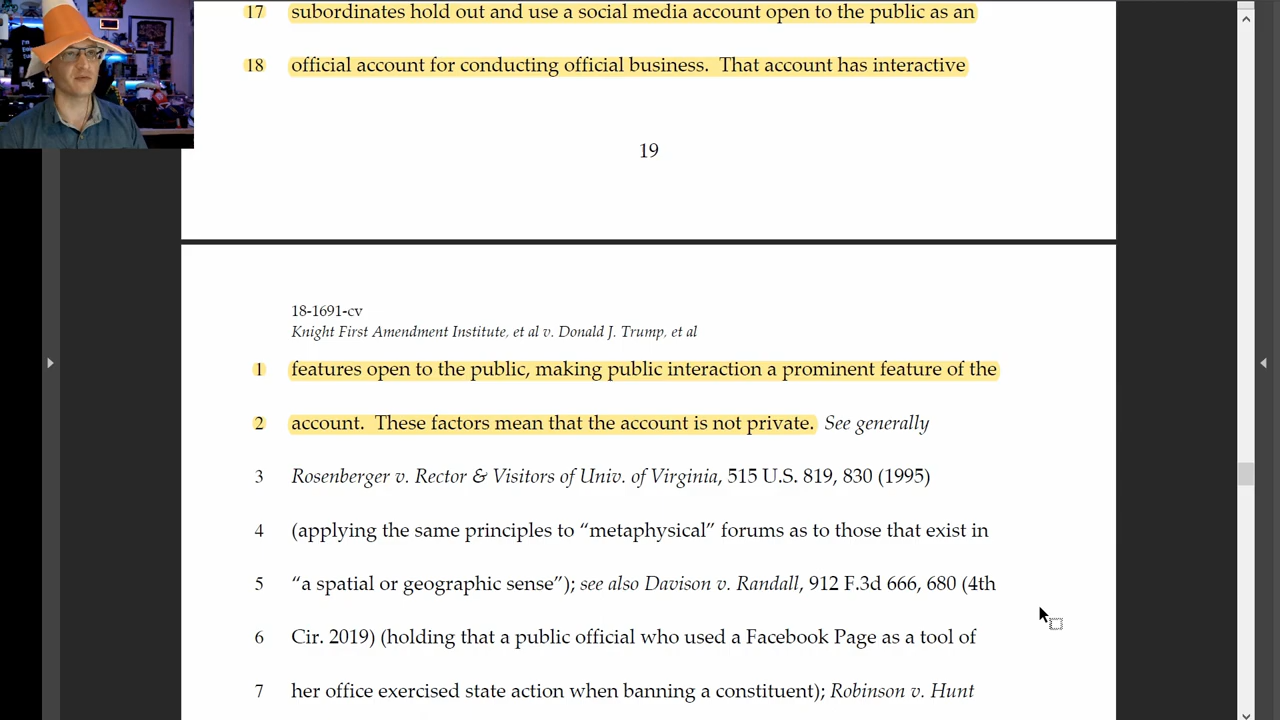 17 subordinates hold out and use a social media account open to the public as an
18 official account for conducting official business. That account has interactive
19
18-1691-cv
Knight First Amendment Institute, et al v. Donald J. Trump, et al
1 features open to the public, making public interaction a prominent feature of the
2 account. These factors mean that the account is not private. See generally
3 Rosenberger v. Rector & Visitors of Univ. of Virginia, 515 U.S. 819, 830 (1995)
4 (applying the same principles to “metaphysical” forums as to those that exist in
5 “a spatial or geographic sense”); see also Davison v. Randall, 912 F.3d 666, 680 (4th
6 Cir. 2019) (holding that a public official who used a Facebook Page as a tool of
7 her office exercised state action when banning a constituent); Robinson v. Hunt